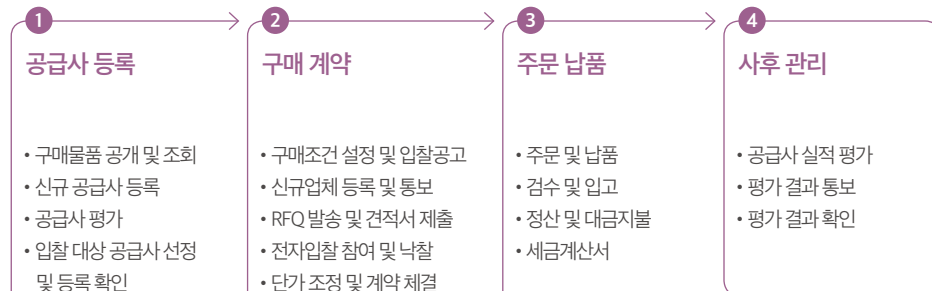 1
공급사 등록
• 구매물품 공개 및 조회
• 신규 공급사 등록
• 공급사 평가
• 입찰 대상 공급사 선정
및 등록 확인
2
구매 계약
• 구매조건 설정 및 입찰공고
• 신규업체 등록 및 통보
• RFQ 발송 및 견적서 제출
• 전자입찰 참여 및 낙찰
• 단가 조정 및 계약 체결
3
주문 납품
• 주문 및 납품
• 검수 및 입고
• 정산 및 대금지불
• 세금계산서
4
사후 관리
• 공급사 실적 평가
• 평가 결과 통보
• 평가 결과 확인